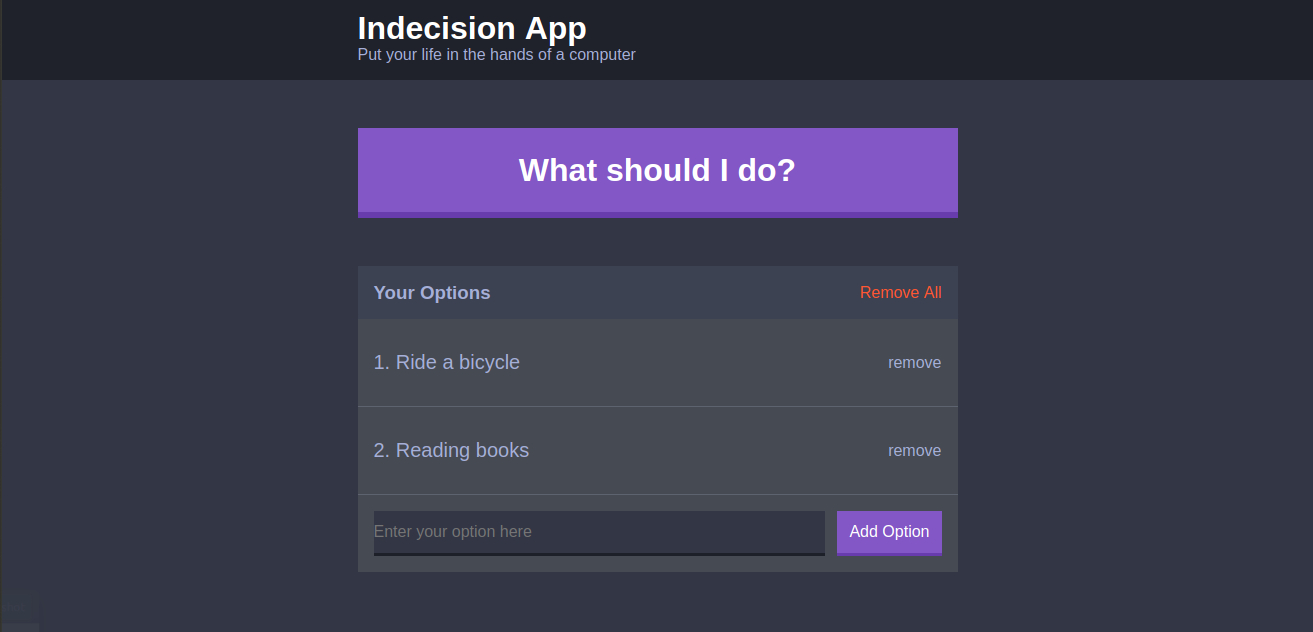 Indecision App
Put your life in the hands of a computer
What should I do?
Your Options
Remove All
1. Ride a bicycle
remove
2. Reading books
remove
Enter your option here
Add Option